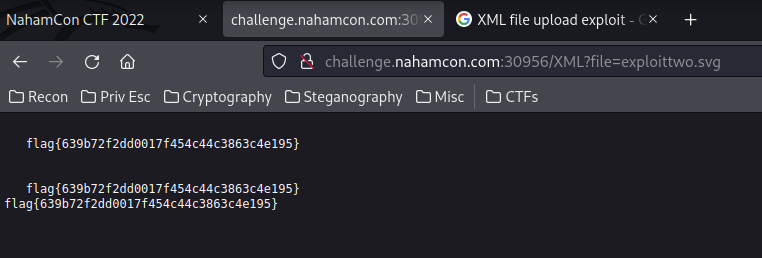 NahamCon CTF 2022 challenge.nahamcon.com:30 XML file upload exploit -
challenge.nahamcon.com:30956/XML?file=exploittwo.svg
Recon Priv Esc Cryptography Steganography Misc CTFs
flag{639b72f2dd0017f454c44c3863c4e195}
flag{639b72f2dd0017f454c44c3863c4e195}
flag{639b72f2dd0017f454c44c3863c4e195}